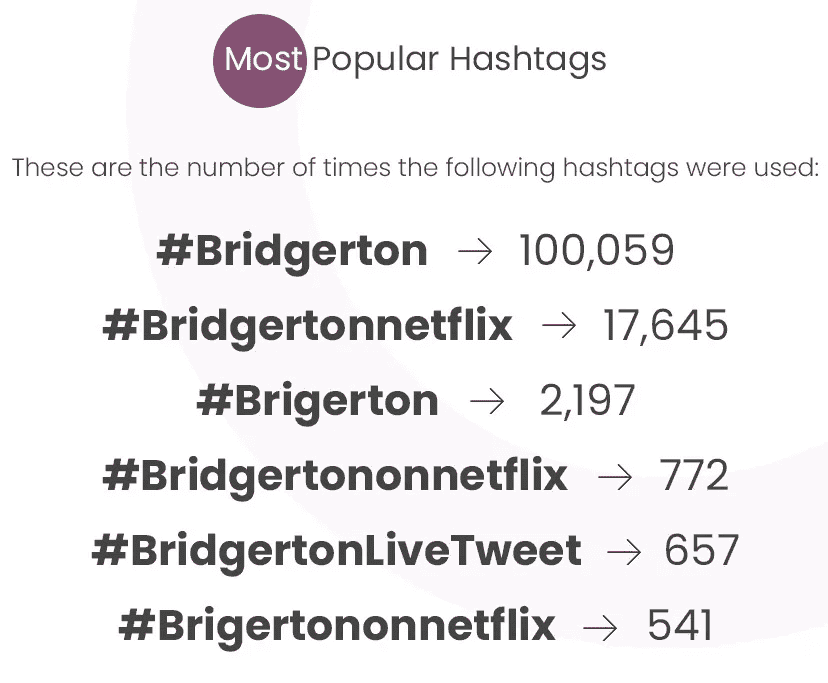 Most Popular Hashtags
These are the number of times the following hashtags were used:
#Bridgerton → 100,059
#Bridgertonnetflix → 17,645
#Brigerton → 2,197
#Bridgertononnetflix → 772
#BridgertonLiveTweet → 657
#Brigertononnetflix → 541